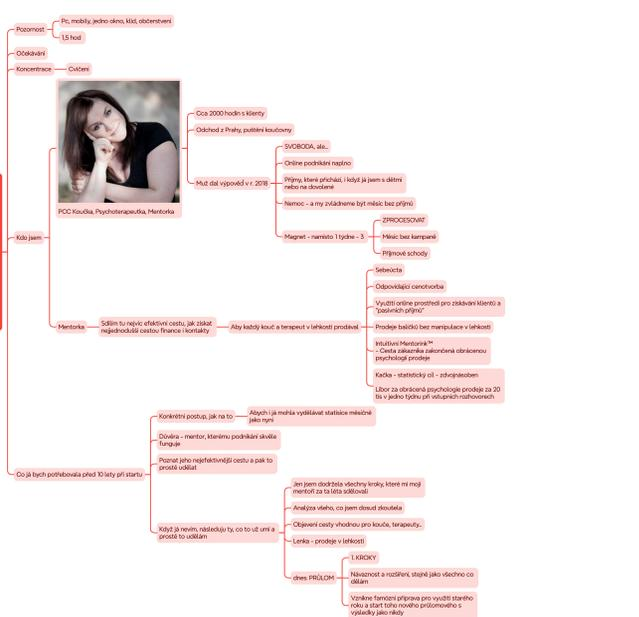 Pc, mobily, jedno okno, klid, občerstvení
Pozornost
1,5 hod
Očekávání
Koncentrace
Cvičení
Cca 2000 hodin s klienty
Odchod z Prahy, puštění koučovny
SVOBODA, ale...
Online podnikání naplno
Muž dal výpověď v r. 2018
Příjmy, které přichází, i když já jsem s dětmi
nebo na dovolené
Nemoc - a my zvládneme být měsíc bez příjmů
PCC Koučka, Psychoterapeutka, Mentorka
ZPROCESOVAT
Magnet - namísto 1 týdne - 3
Měsíc bez kampaně
Příjmové schody
Kdo jsem
Sebeúcta
Odpovídající cenotvorba
Využití online prostředí pro získávání klientů a
"pasivních příjmů"
Mentorka
Sdílím tu nejvíc efektivní cestu, jak získat
nejjednodušší cestou finance i kontakty
Aby každý kouč a terapeut v lehkosti prodával
Prodeje balíčků bez manipulace v lehkosti
Intuitivní Mentorink™
- Cesta zákazníka zakončená obrácenou
psychologií prodeje
Kačka - statistický cíl - zdvojnásoben
Libor za obrácená psychologie prodeje za 20
tis v jedno týdnu při vstupních rozhovorech
Konkrétní postup, jak na to
Abych i já mohla vydělávat statisíce měsíčně
jako nyní
Důvěra - mentor, kterému podnikání skvěle
funguje
Poznat jeho nejefektivnější cestu a pak to
prostě udělat
Co já bych potřebovala před 10 lety při startu
Jen jsem dodržela všechny kroky, které mi moji
mentoři za ta léta sdělovali
Analýza všeho, co jsem dosud zkoušela
Když já nevím, následuju ty, co to už umí a
prostě to udělám
Objevení cesty vhodnou pro kouče, terapeuty..
Lenka - prodeje v lehkosti
1. KROKY
dnes: PRŮLOM
Návaznost a rozšíření, stejně jako všechno co
dělám
Vznikne famózní příprava pro využití starého
roku a start toho nového průlomového s
výsledky jako nikdy